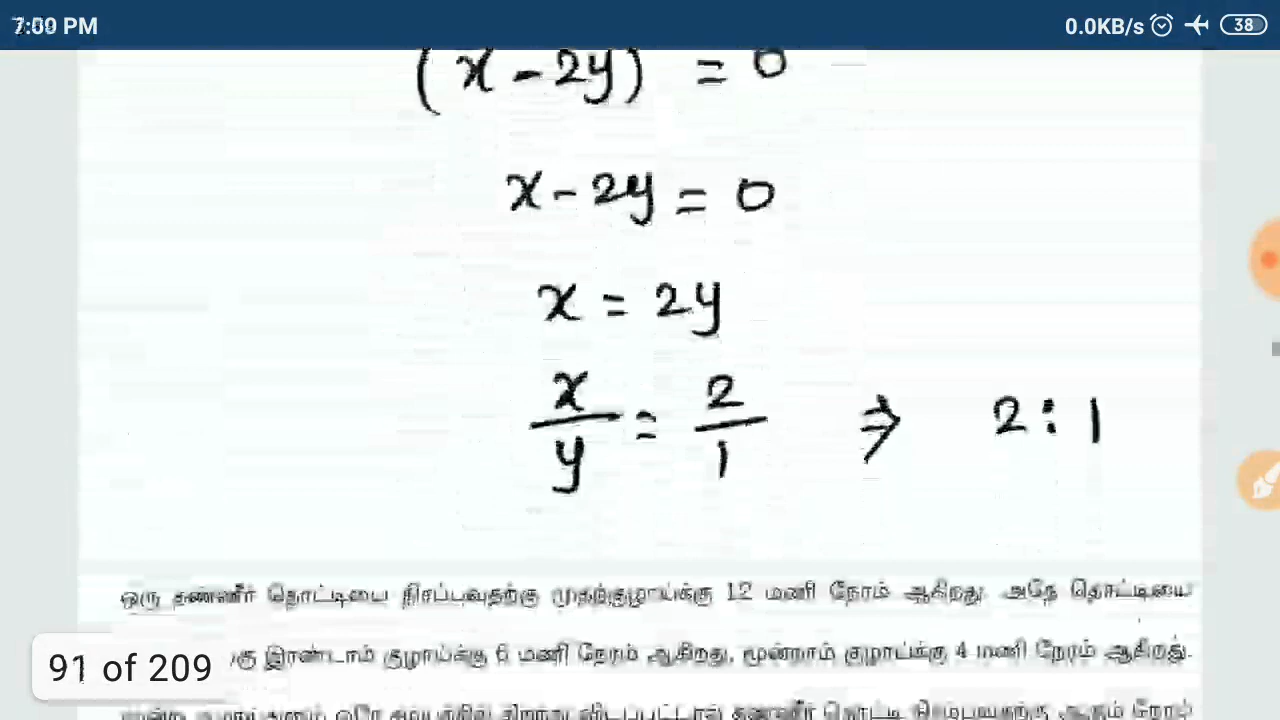 7:09 PM 0.0KB/s 38
(x - 2y) = 0
x - 2y = 0
x = 2y
x/y = 2/1 ⇒ 2 : 1
ஒரு தண்ணீர் தொட்டியை நிரப்பவதற்கு முதற்குழாய்க்கு 12 மணி நேரம் ஆகிறது. அதே தொட்டியை
இரண்டாம் குழாய்க்கு 6 மணி நேரம் ஆகிறது, மூன்றாம் குழாய்க்கு 4 மணி நேரம் ஆகிறது.
91 of 209